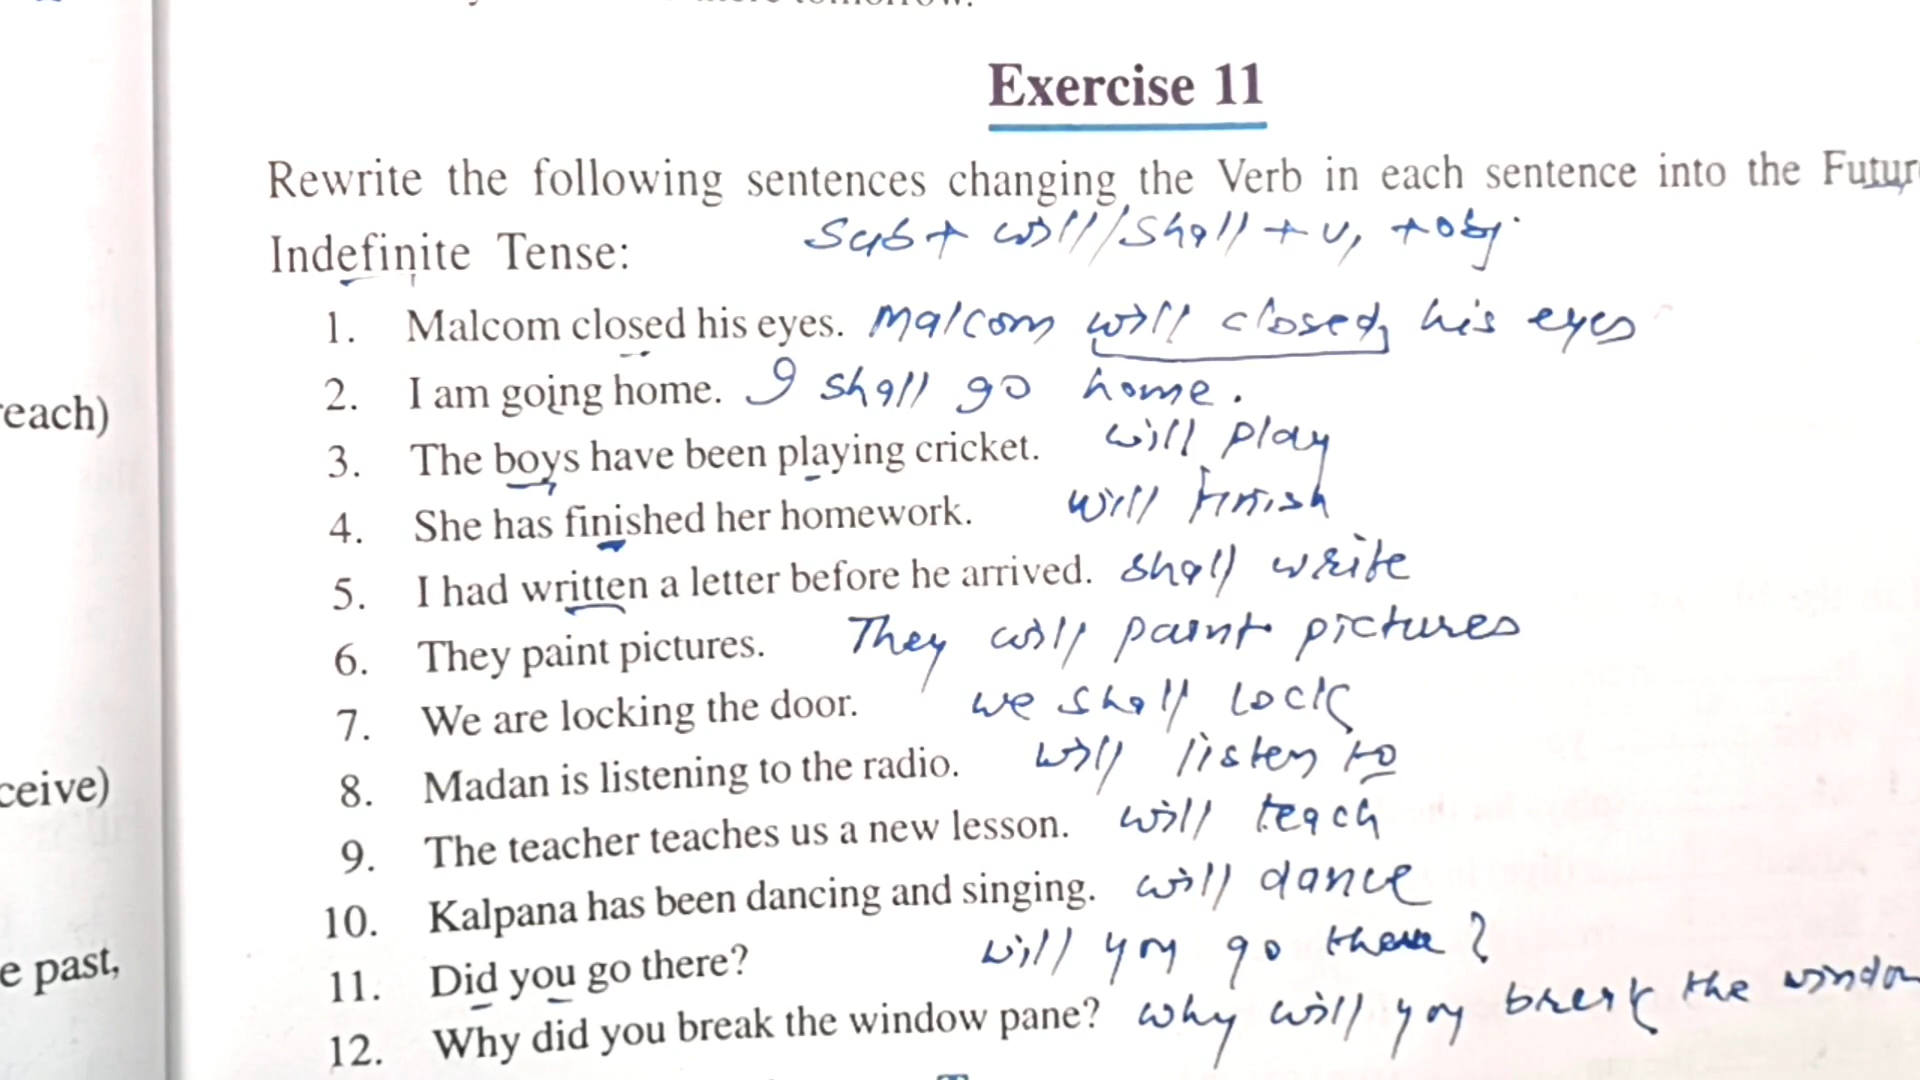 Exercise 11
Rewrite the following sentences changing the Verb in each sentence into the Futur
Indefinite Tense: Sub + will/shall + v1 + obj.
1. Malcom closed his eyes. Malcom will closed his eyes
2. I am going home. I shall go home.
3. The boys have been playing cricket. will play
4. She has finished her homework. will finish
5. I had written a letter before he arrived. shall write
6. They paint pictures. They will paint pictures
7. We are locking the door. we shall lock
8. Madan is listening to the radio. will listen to
9. The teacher teaches us a new lesson. will teach
10. Kalpana has been dancing and singing. will dance
11. Did you go there? will you go there?
12. Why did you break the window pane? why will you break the window
each)
ceive)
e past,